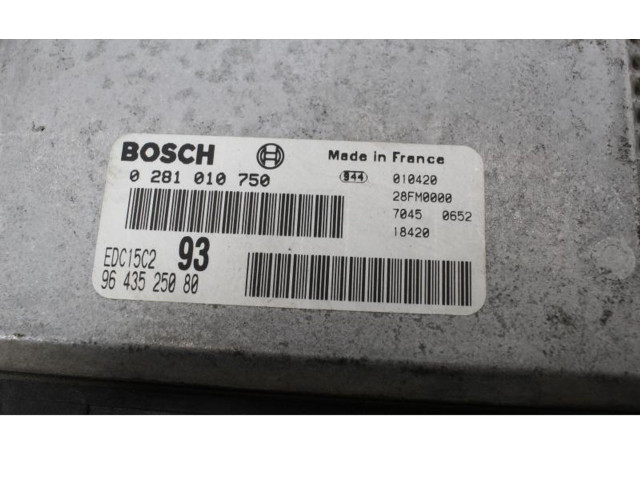 BOSCH
Made in France
0 281 010 750
944 010420
28FM0000
7045 0652
18420
EDC15C2 93
96 435 250 80